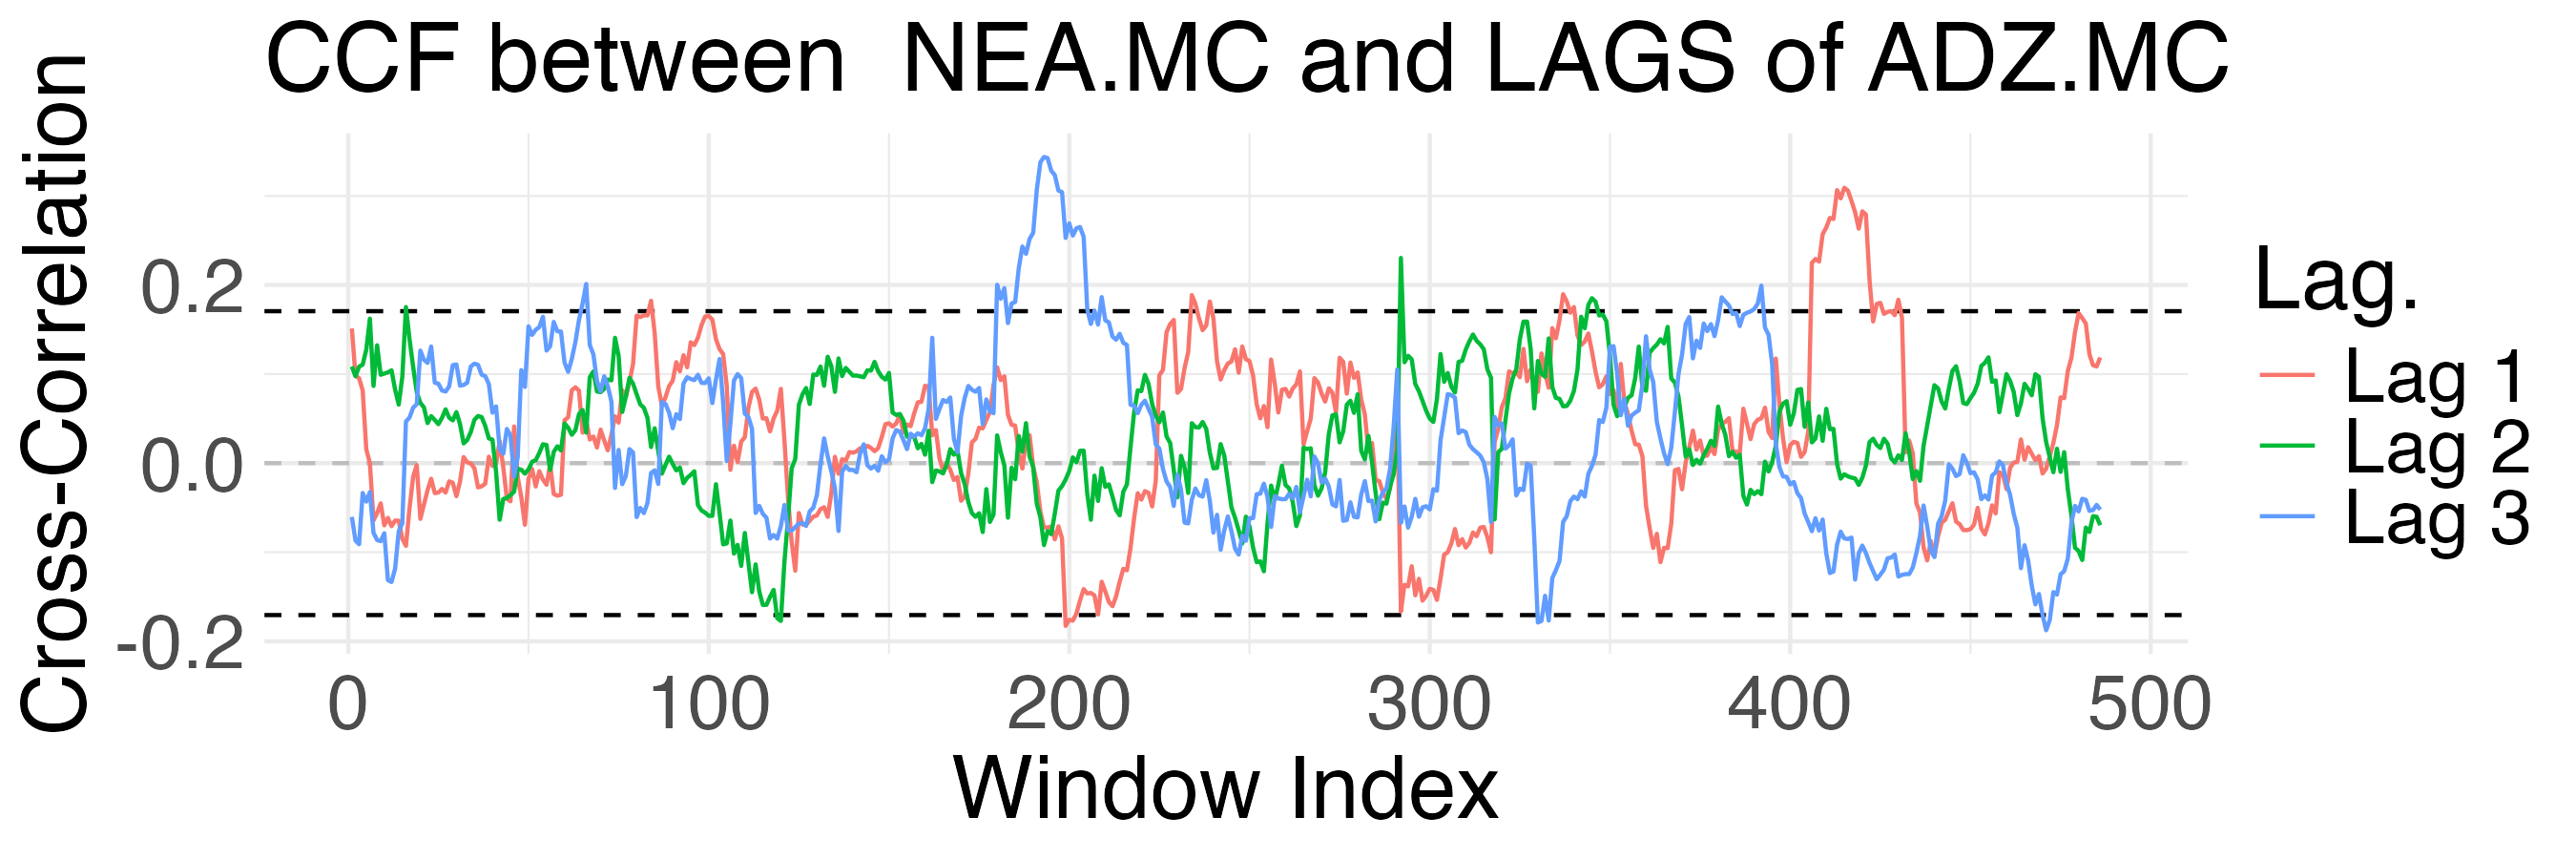 CCF between  NEA.MC and LAGS of ADZ.MC
Cross-Correlation
0.2
0.0
-0.2
0 100 200 300 400 500
Window Index
Lag.
Lag 1
Lag 2
Lag 3